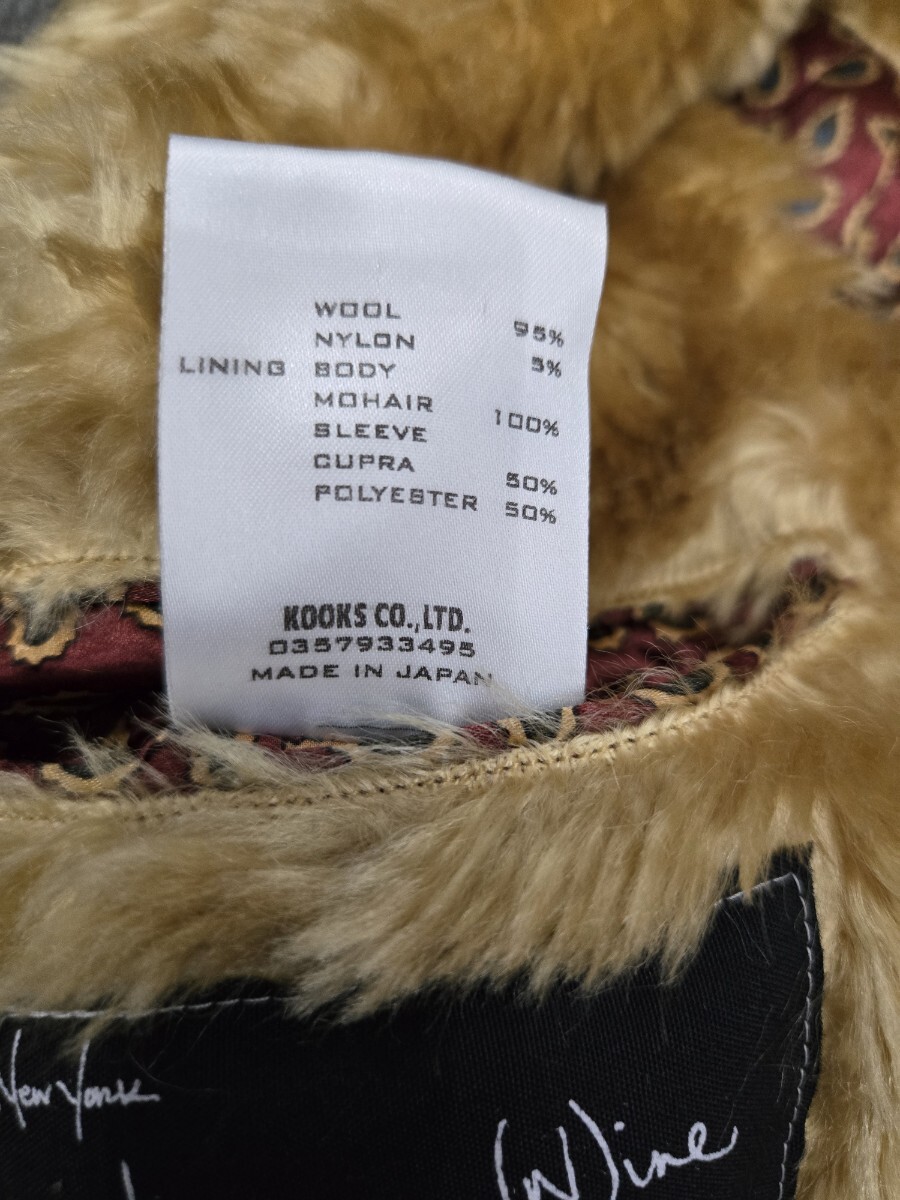 WOOL 95%
NYLON 5%
LINING BODY
MOHAIR 100%
SLEEVE
CUPRA 50%
POLYESTER 50%
KOOKS CO.,LTD.
0357933495
MADE IN JAPAN
New York
(N)ine